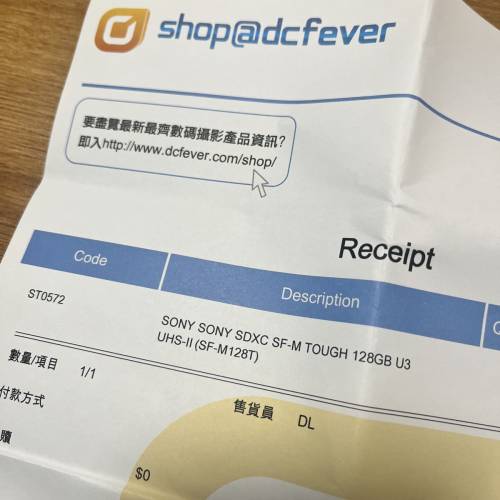 shop@dcfever
要盡覽最新最齊數碼攝影產品資訊?
即入http://www.dcfever.com/shop/
Receipt
Code Description
ST0572 SONY SONY SDXC SF-M TOUGH 128GB U3
UHS-II (SF-M128T)
數量/項目 1/1 售貨員 DL
付款方式
$0